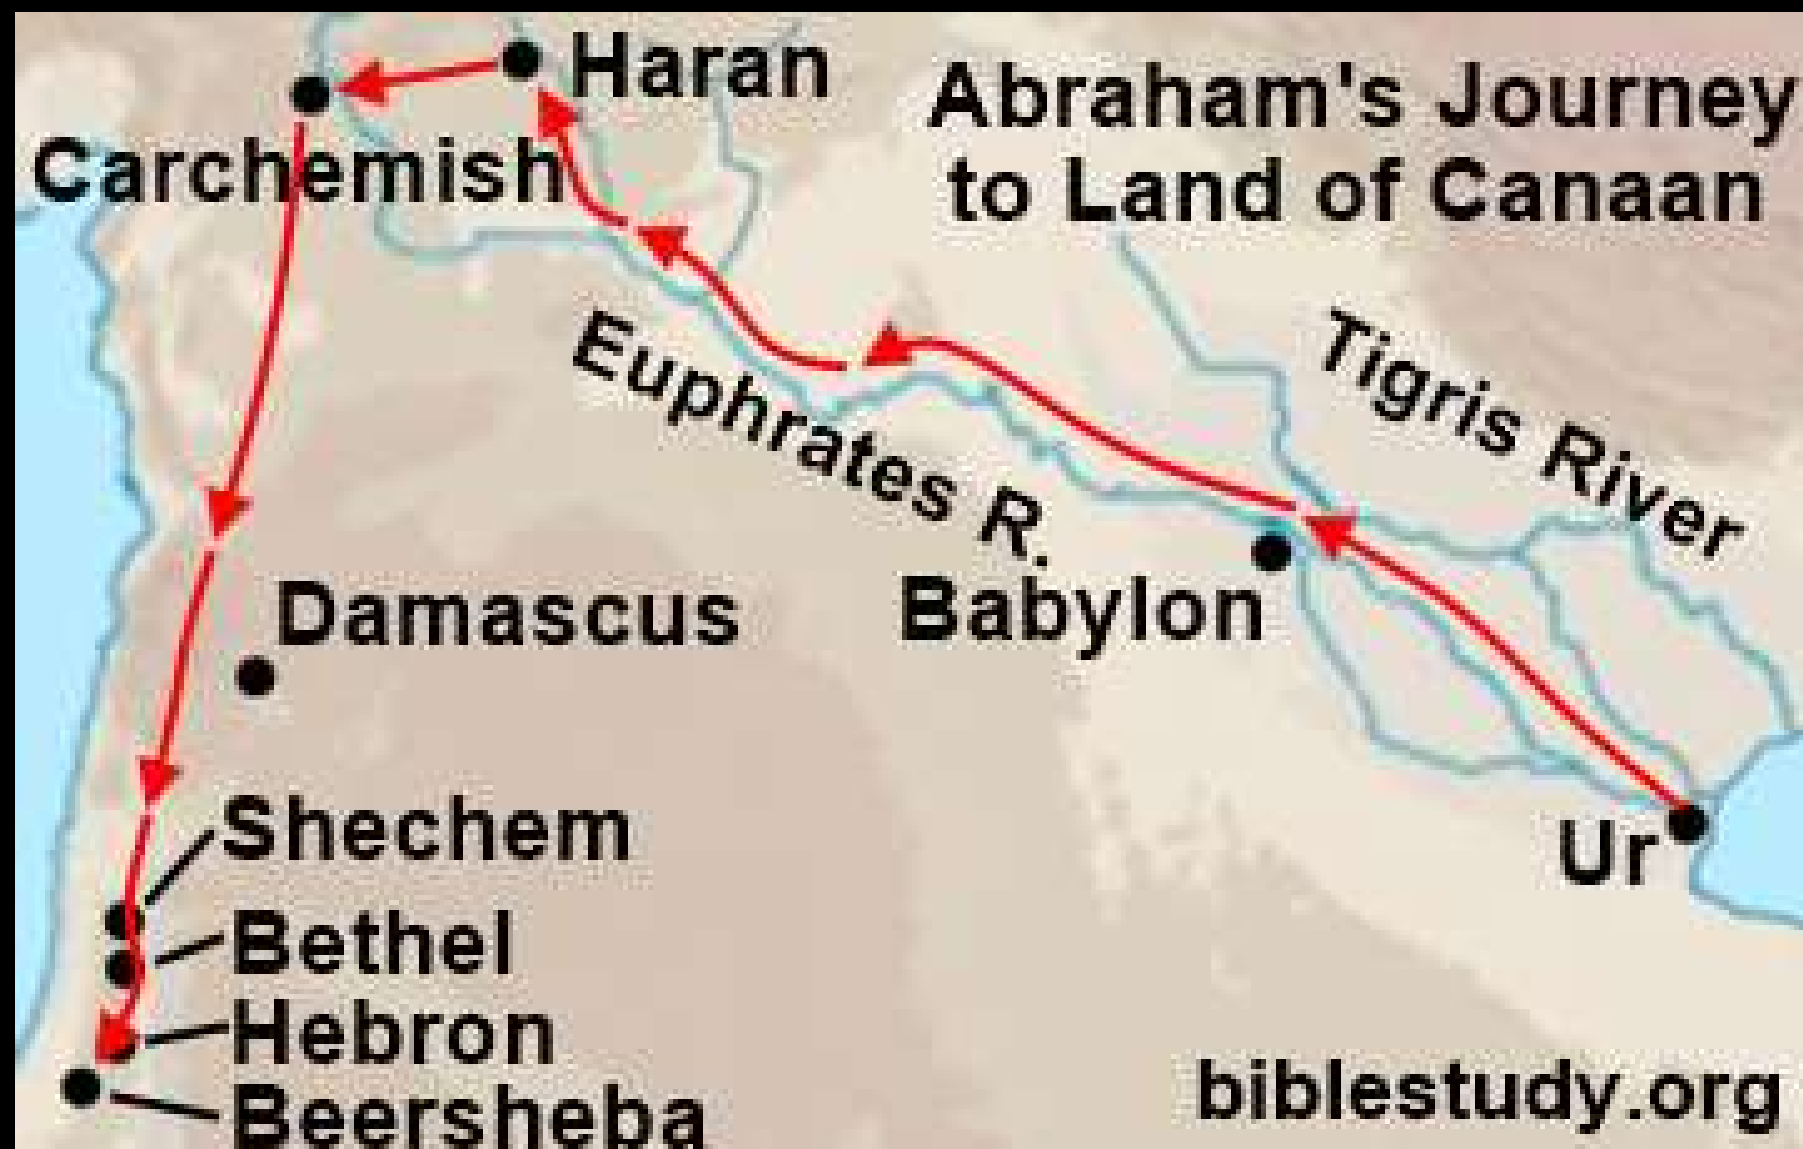 Haran
Abraham's Journey
to Land of Canaan
Carchemish
Euphrates R.
Tigris River
Damascus
Babylon
Shechem
Ur
Bethel
Hebron
Beersheba
biblestudy.org